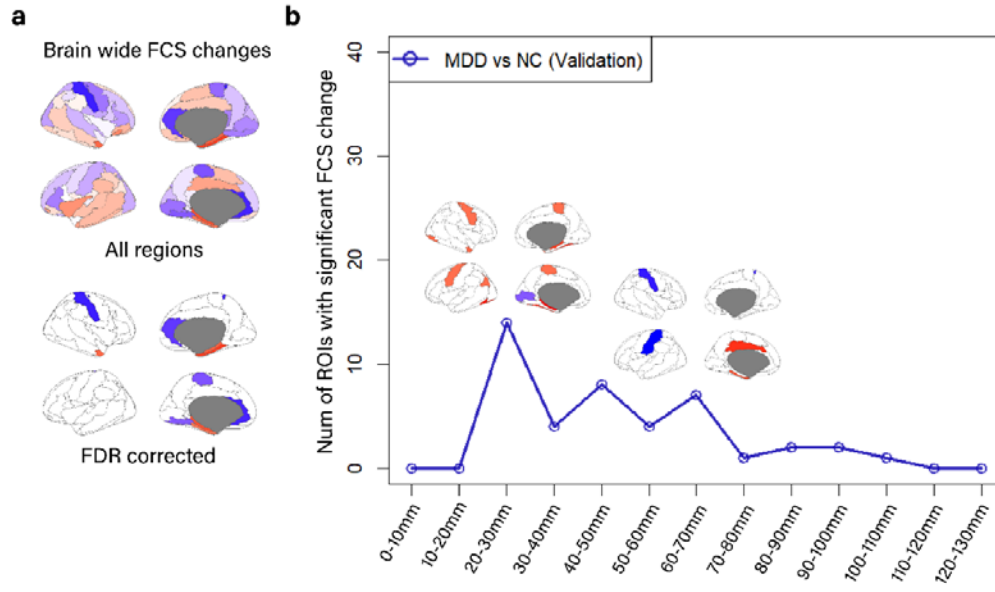 a
Brain wide FCS changes
All regions
FDR corrected
b
MDD vs NC (Validation)
Num of ROIs with significant FCS change
40
30
20
10
0
0-10mm
10-20mm
20-30mm
30-40mm
40-50mm
50-60mm
60-70mm
70-80mm
80-90mm
90-100mm
100-110mm
110-120mm
120-130mm